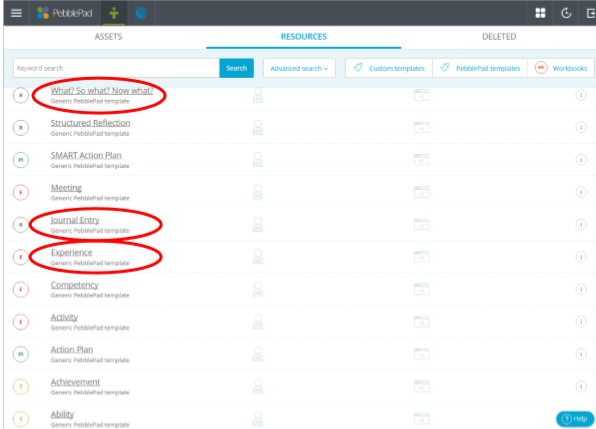 PebblePad
ASSETS RESOURCES DELETED
Keyword search Search Advanced search Custom templates PebblePad templates Workbooks
R What? So what? Now what?
Generic PebblePad template
R Structured Reflection
Generic PebblePad template
Pl SMART Action Plan
Generic PebblePad template
Meeting
Generic PebblePad template
R Journal Entry
Generic PebblePad template
E Experience
Generic PebblePad template
Competency
Generic PebblePad template
Activity
Generic PebblePad template
Pl Action Plan
Generic PebblePad template
Achievement
Generic PebblePad template
Ability
Generic PebblePad template
Help